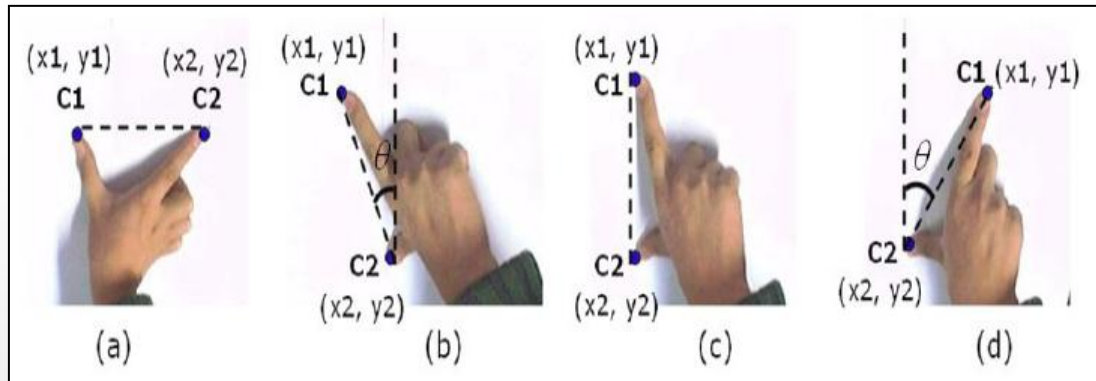 (x1, y1) (x2, y2)
C1 C2
(a)
(x1, y1)
C1
θ
C2
(x2, y2)
(b)
(x1, y1)
C1
C2
(x2, y2)
(c)
C1 (x1, y1)
θ
C2
(x2, y2)
(d)